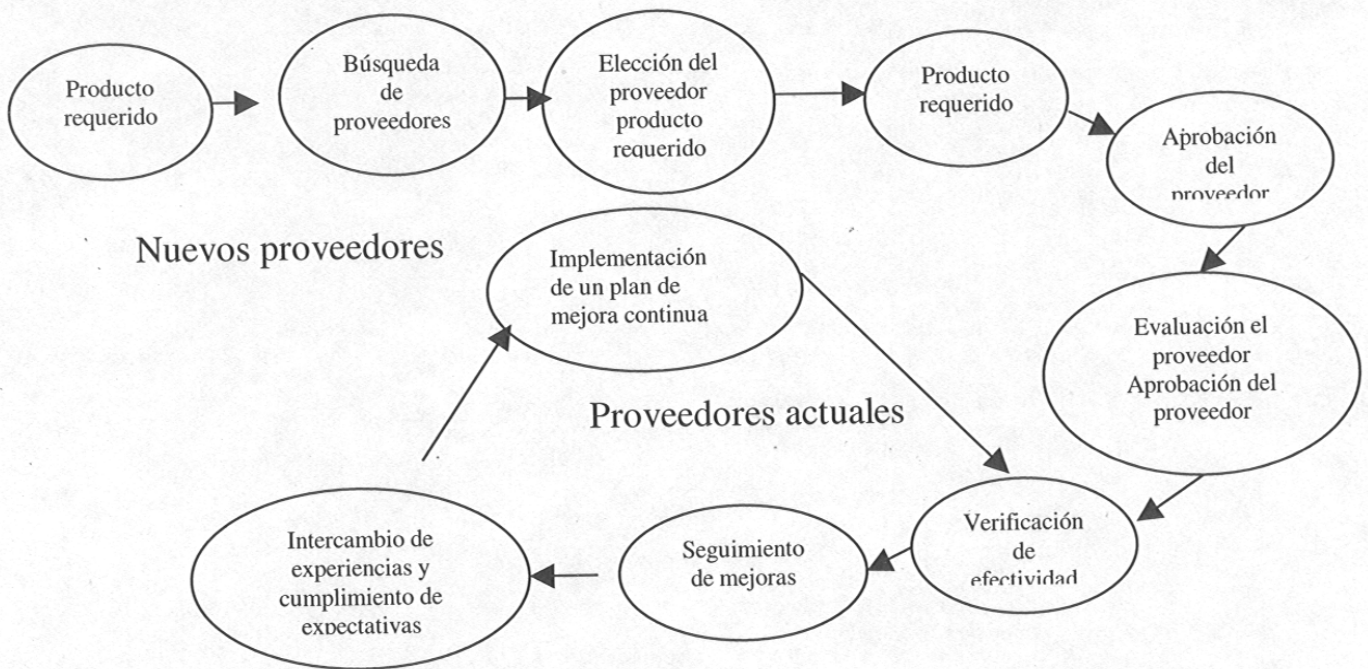 Producto
requerido
Búsqueda
de
proveedores
Elección del
proveedor
producto
requerido
Producto
requerido
Aprobación
del
proveedor
Nuevos proveedores
Implementación
de un plan de
mejora continua
Evaluación el
proveedor
Aprobación del
proveedor
Proveedores actuales
Verificación
de
efectividad
Seguimiento
de mejoras
Intercambio de
experiencias y
cumplimiento de
expectativas